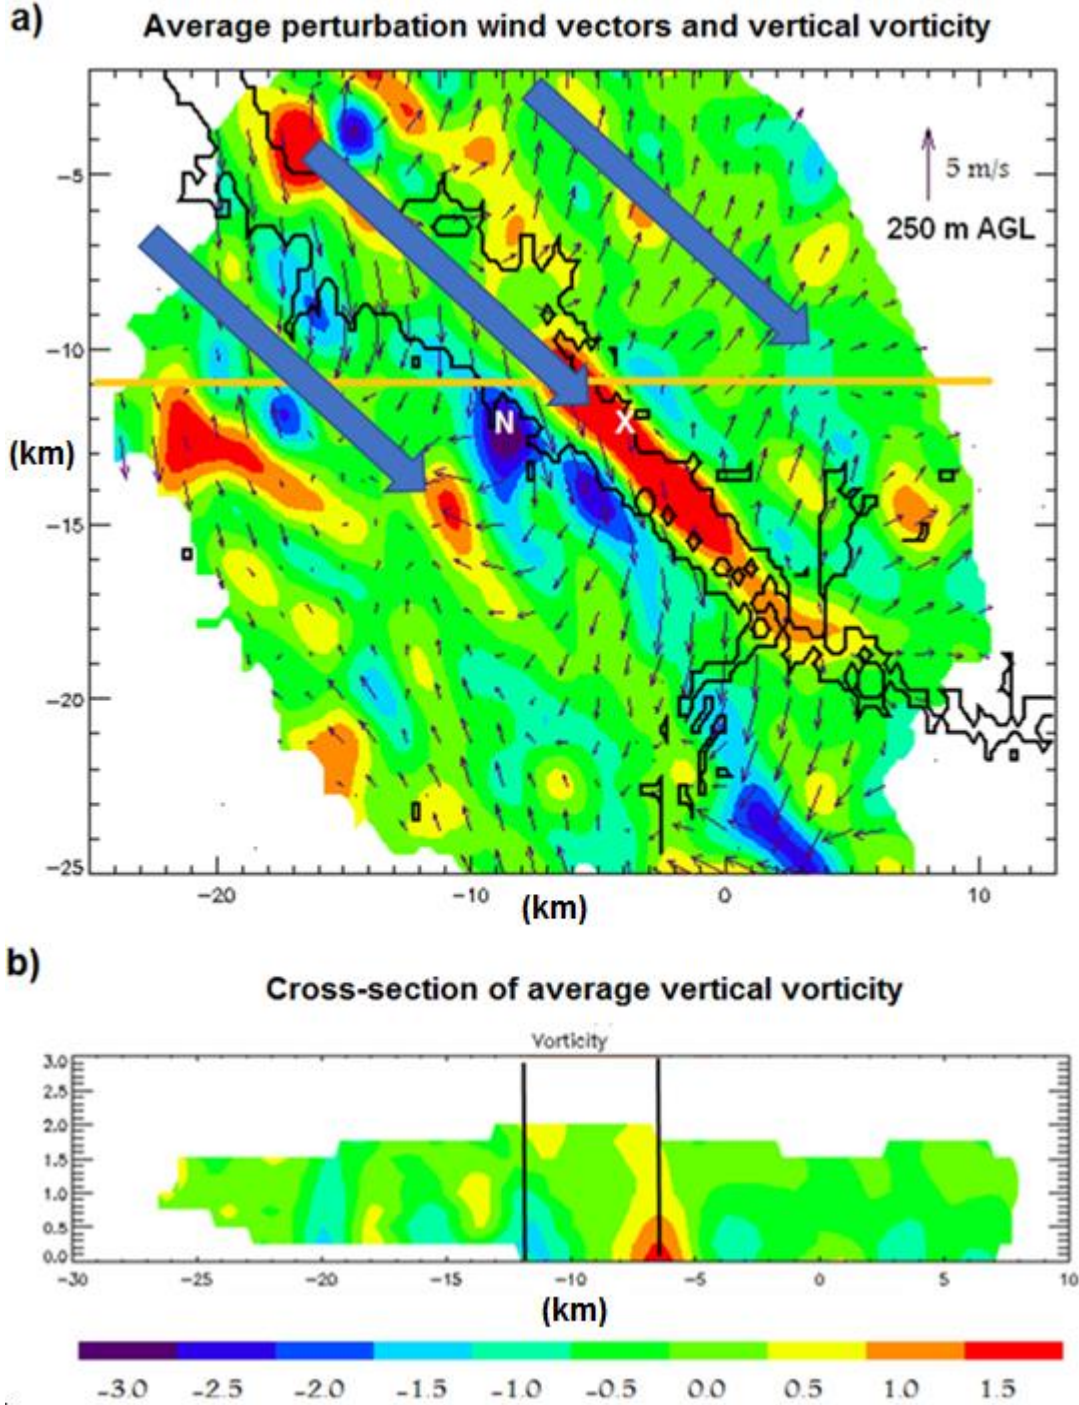 a)
Average perturbation wind vectors and vertical vorticity
5 m/s
250 m AGL
N
X
−5
−10
−15
−20
−25
(km)
−20 −10 0 10
(km)
b)
Cross-section of average vertical vorticity
Vorticity
3.0
2.5
2.0
1.5
1.0
0.5
0.0
−30 −25 −20 −15 −10 −5 0 5 10
(km)
-3.0 -2.5 -2.0 -1.5 -1.0 -0.5 0.0 0.5 1.0 1.5